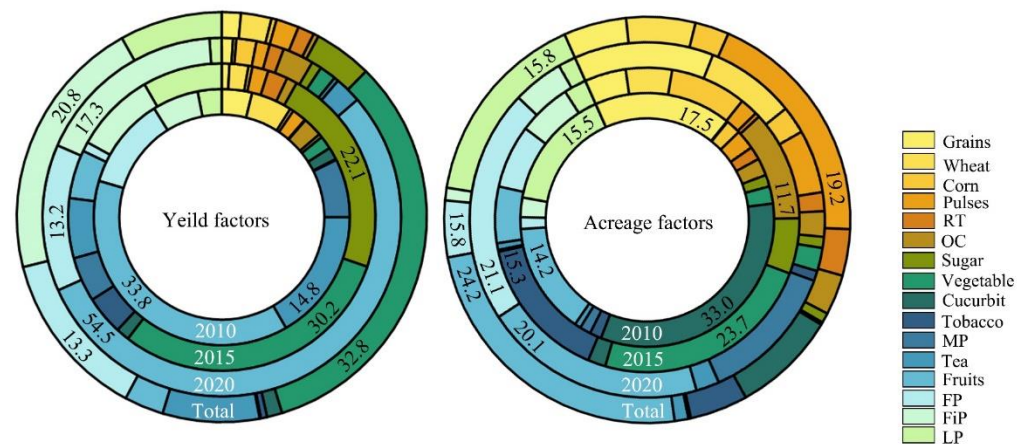 20.8
17.3
13.2
22.1
33.8
14.8
54.5
30.2
13.3
32.8
Yeild factors
2010
2015
2020
Total
15.8
15.5
17.5
11.7
19.2
15.8
21.1
15.3
14.2
24.2
20.1
33.0
23.7
Acreage factors
2010
2015
2020
Total
Grains
Wheat
Corn
Pulses
RT
OC
Sugar
Vegetable
Cucurbit
Tobacco
MP
Tea
Fruits
FP
FiP
LP